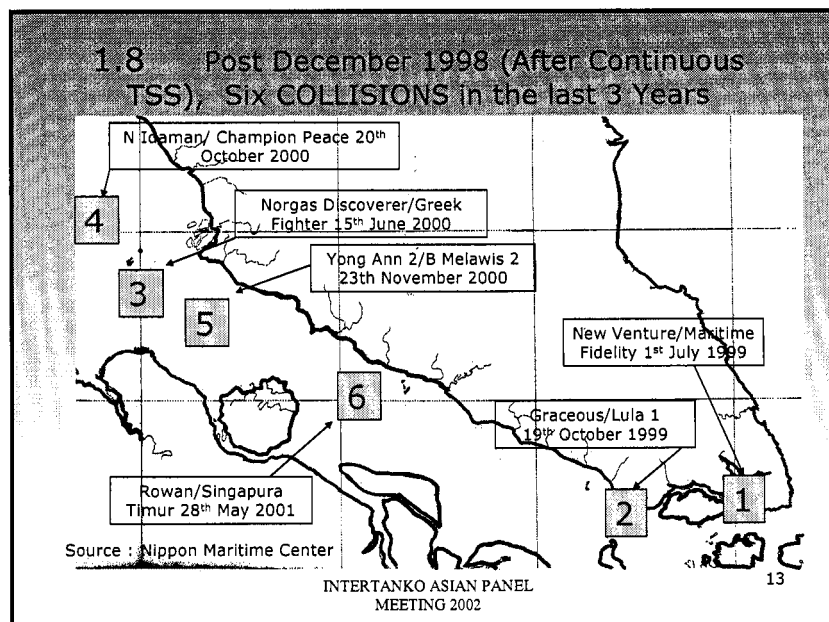 1.8 Post December 1998 (After Continuous
TSS), Six COLLISIONS in the last 3 Years
N Idaman/ Champion Peace 20th
October 2000
4
Norgas Discoverer/Greek
Fighter 15th June 2000
3
Yong Ann 2/B Melawis 2
23th November 2000
5
New Venture/Maritime
Fidelity 1st July 1999
6
Graceous/Lula 1
19th October 1999
Rowan/Singapura
Timur 28th May 2001
2
1
Source : Nippon Maritime Center
INTERTANKO ASIAN PANEL
MEETING 2002
13